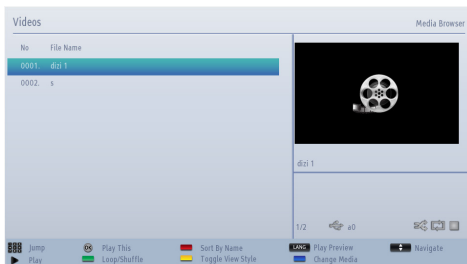 Videos
Media Browser
No File Name
0001. dizi 1
0002. s
dizi 1
1/2 a0
Jump OK Play This Sort By Name LANG Play Preview Navigate
Play Loop/Shuffle Toggle View Style Change Media